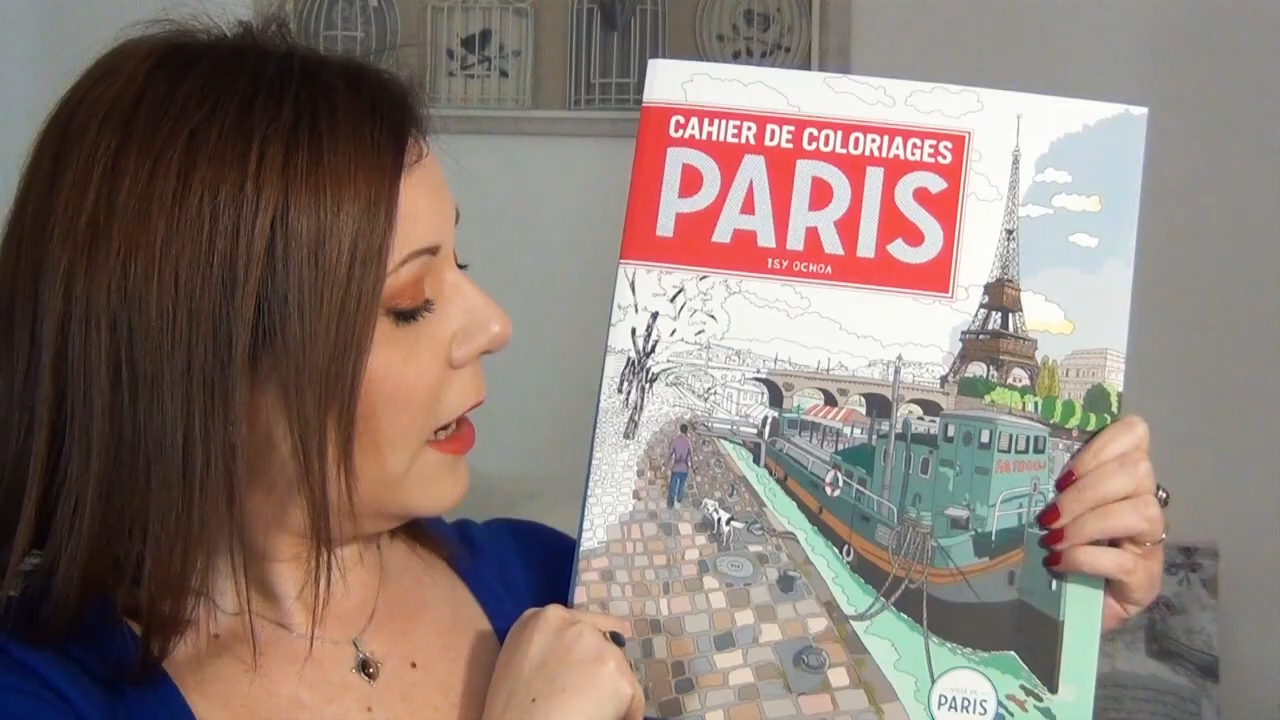 CAHIER DE COLORIAGES
PARIS
ISY OCHOA
VILLE DE
PARIS